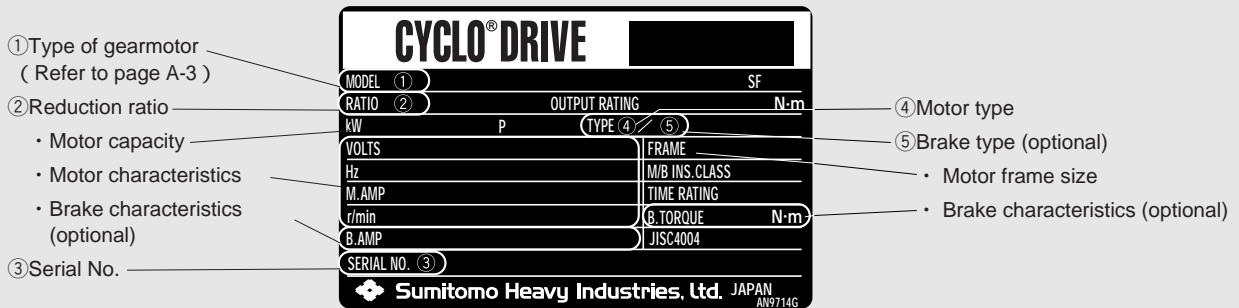 ①Type of gearmotor
( Refer to page A-3 )
②Reduction ratio
・Motor capacity
・Motor characteristics
・Brake characteristics
(optional)
③Serial No.
CYCLO® DRIVE
MODEL ① SF
RATIO ② OUTPUT RATING N·m
kW P TYPE ④/ ⑤
VOLTS FRAME
Hz M/B INS.CLASS
M.AMP TIME RATING
r/min B.TORQUE N·m
B.AMP JISC4004
SERIAL NO. ③
Sumitomo Heavy Industries, Ltd. JAPAN
AN9714G
④Motor type
⑤Brake type (optional)
・ Motor frame size
・ Brake characteristics (optional)